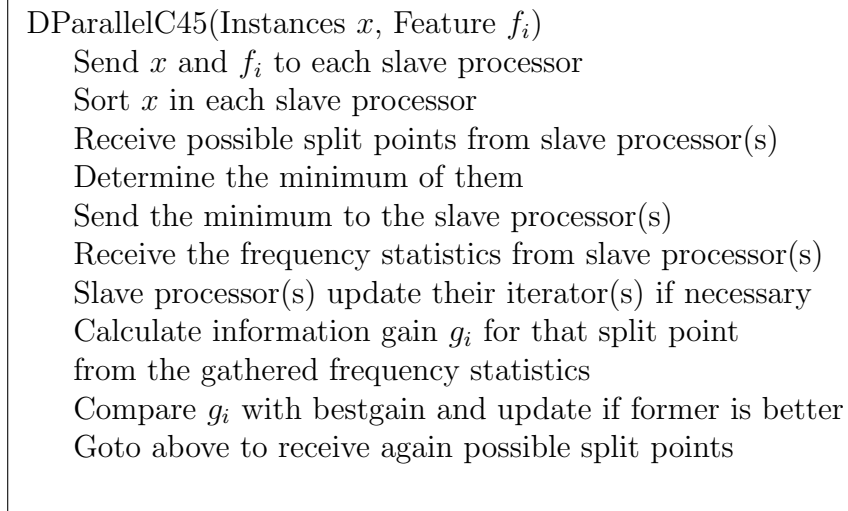 DParallelC45(Instances x, Feature f_i)
Send x and f_i to each slave processor
Sort x in each slave processor
Receive possible split points from slave processor(s)
Determine the minimum of them
Send the minimum to the slave processor(s)
Receive the frequency statistics from slave processor(s)
Slave processor(s) update their iterator(s) if necessary
Calculate information gain g_i for that split point
from the gathered frequency statistics
Compare g_i with bestgain and update if former is better
Goto above to receive again possible split points